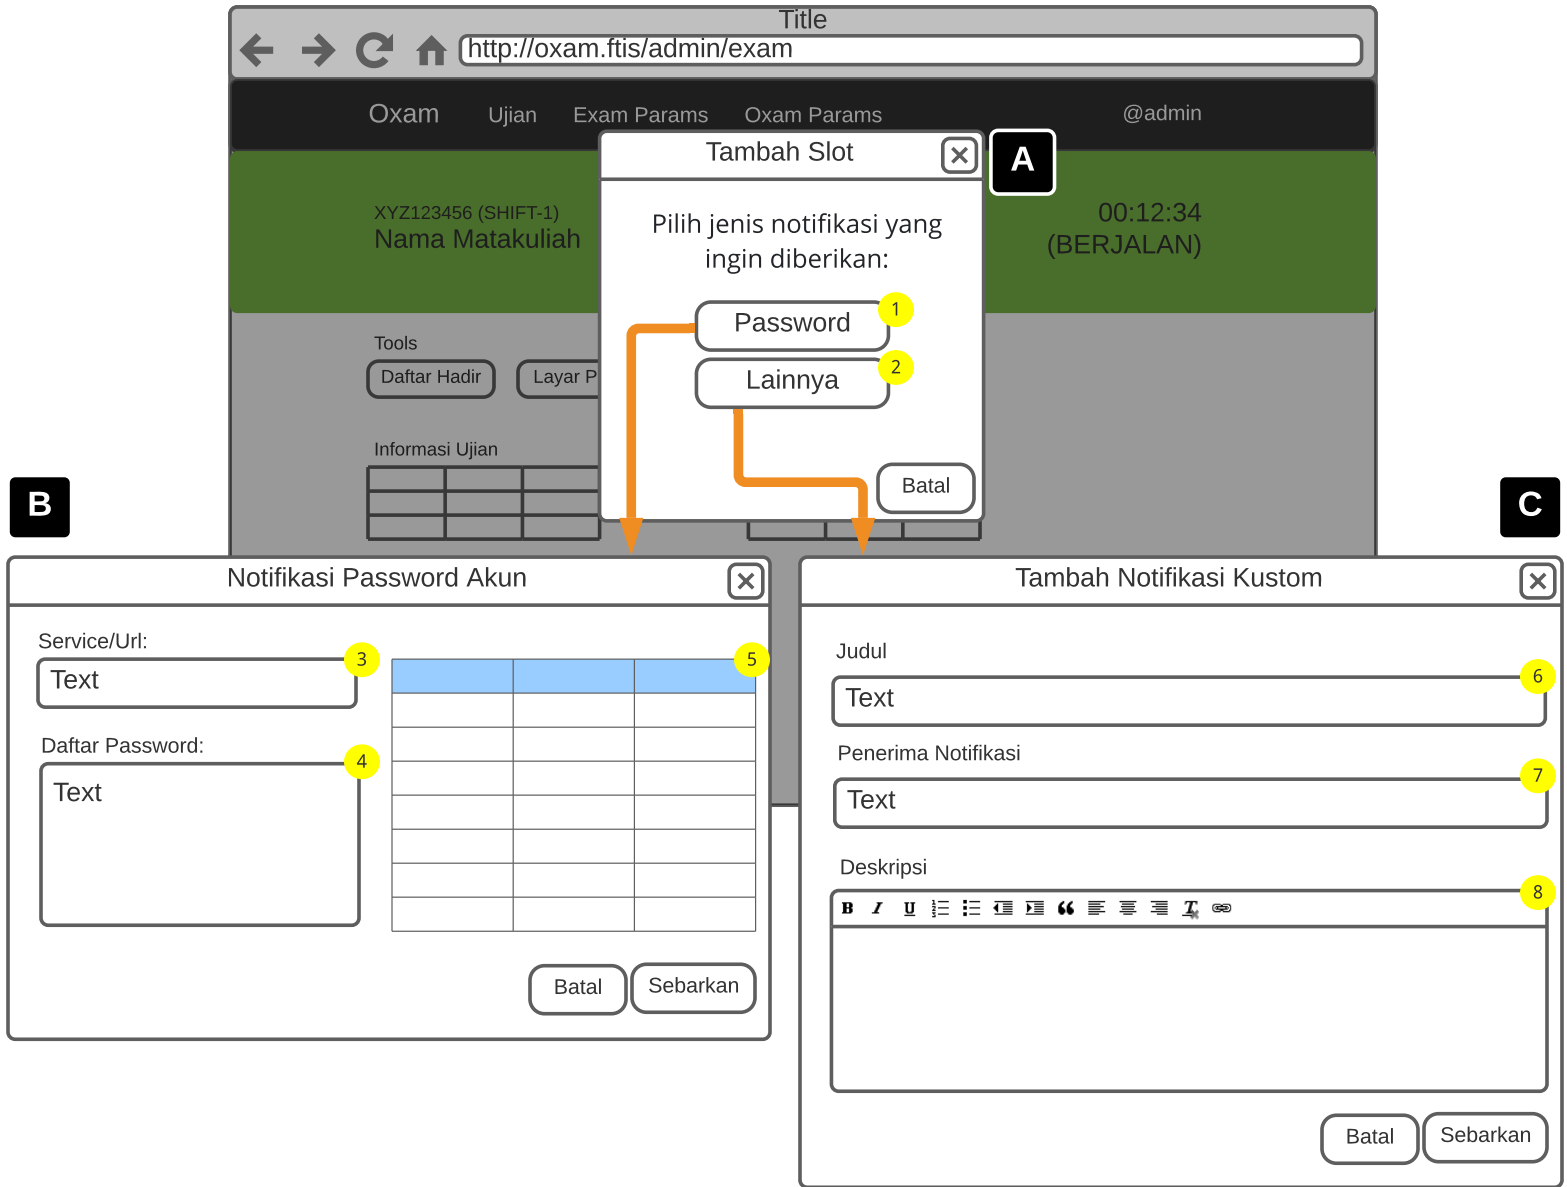 Title
http://oxam.ftis/admin/exam
Oxam Ujian Exam Params Oxam Params @admin
Tambah Slot
A
XYZ123456 (SHIFT-1)
Nama Matakuliah
00:12:34
(BERJALAN)
Pilih jenis notifikasi yang
ingin diberikan:
Password
1
Lainnya
2
Batal
Tools
Daftar Hadir
Layar P
Informasi Ujian
B
Notifikasi Password Akun
Service/Url:
Text
3
Daftar Password:
Text
4
5
Batal
Sebarkan
C
Tambah Notifikasi Kustom
Judul
Text
6
Penerima Notifikasi
Text
7
Deskripsi
8
Batal
Sebarkan